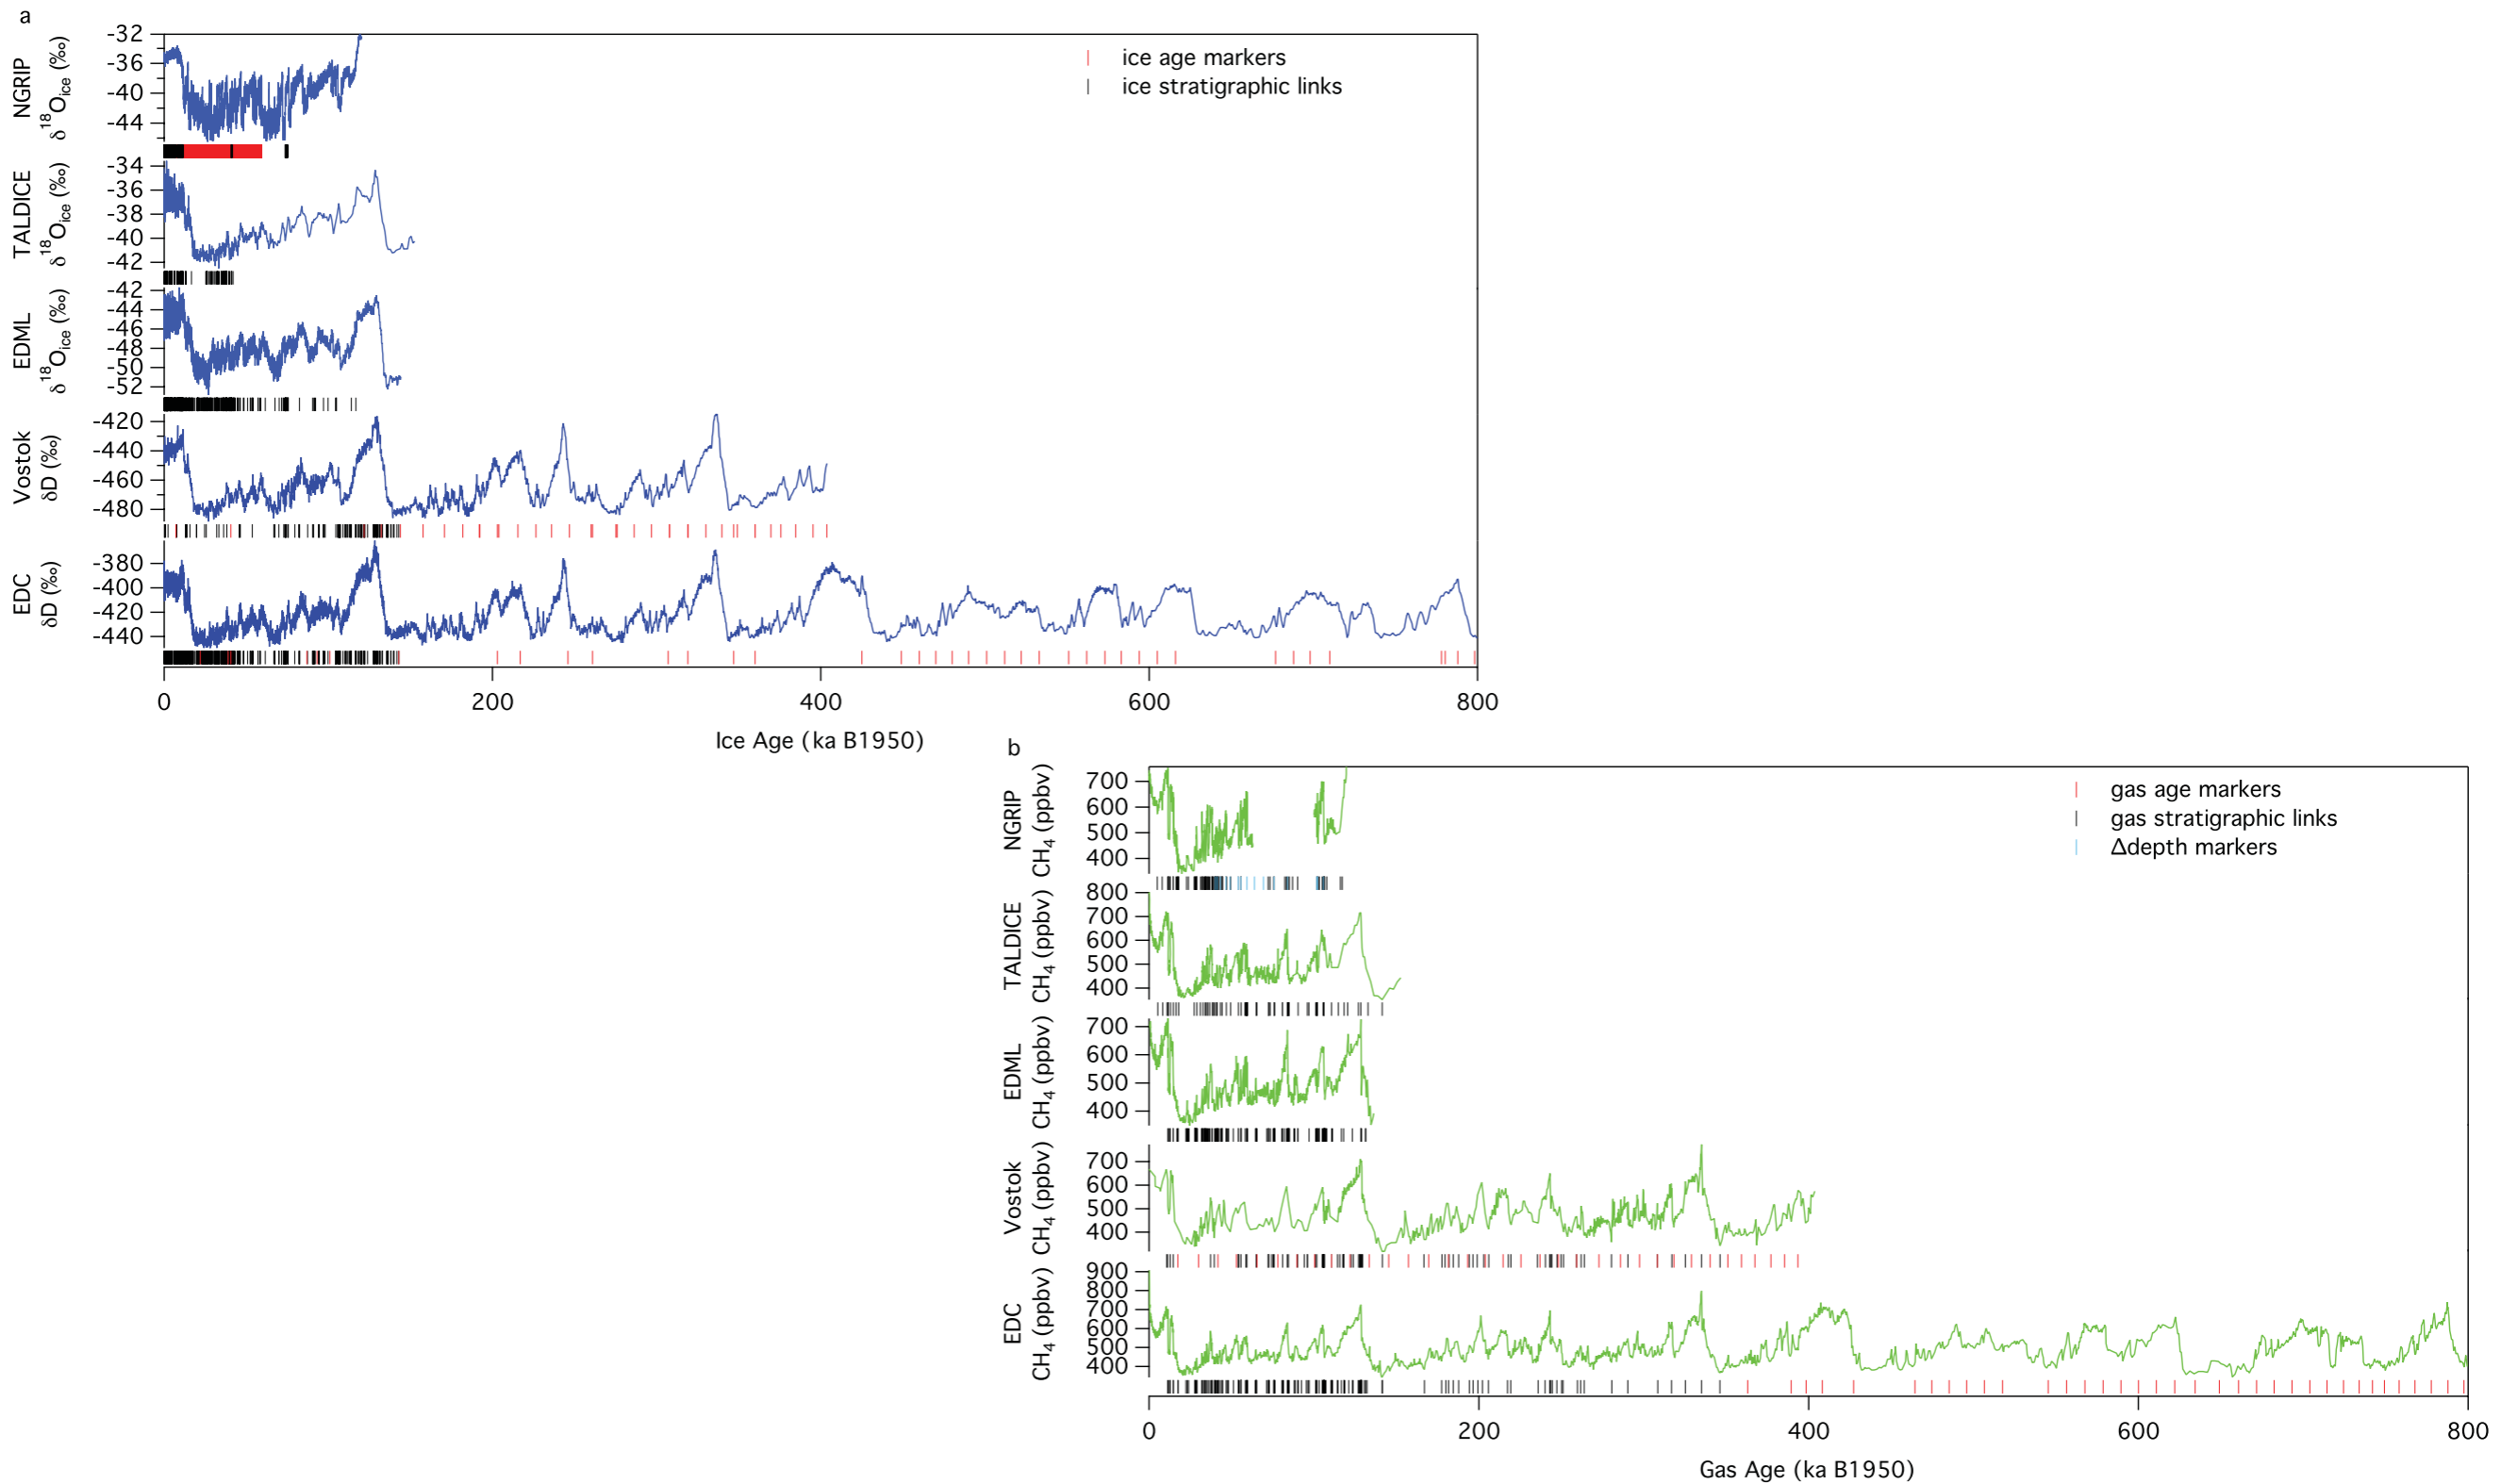 a
ice age markers
ice stratigraphic links
NGRIP
δ¹⁸Oᵢcₑ (‰)
-32
-36
-40
-44
TALDICE
δ¹⁸Oᵢcₑ (‰)
-34
-36
-38
-40
-42
EDML
δ¹⁸Oᵢcₑ (‰)
-42
-44
-46
-48
-50
-52
Vostok
δD (‰)
-420
-440
-460
-480
EDC
δD (‰)
-380
-400
-420
-440
0 200 400 600 800
Ice Age (ka B1950)
b
gas age markers
gas stratigraphic links
Δdepth markers
NGRIP
CH₄ (ppbv)
700
600
500
400
TALDICE
CH₄ (ppbv)
800
700
600
500
400
EDML
CH₄ (ppbv)
700
600
500
400
Vostok
CH₄ (ppbv)
700
600
500
400
EDC
CH₄ (ppbv)
900
800
700
600
500
400
0 200 400 600 800
Gas Age (ka B1950)